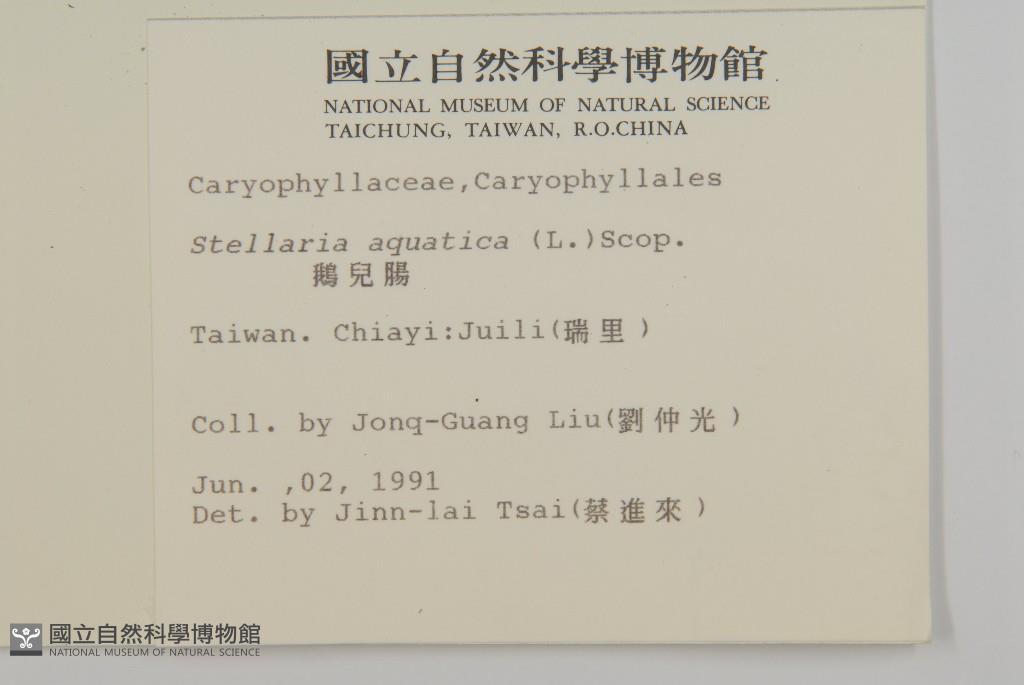 國立自然科學博物館
NATIONAL MUSEUM OF NATURAL SCIENCE
TAICHUNG, TAIWAN, R.O.CHINA
Caryophyllaceae,Caryophyllales
Stellaria aquatica (L.)Scop.
鵝兒腸
Taiwan. Chiayi:Juili(瑞里)
Coll. by Jonq-Guang Liu(劉仲光)
Jun. ,02, 1991
Det. by Jinn-lai Tsai(蔡進來)
國立自然科學博物館
NATIONAL MUSEUM OF NATURAL SCIENCE